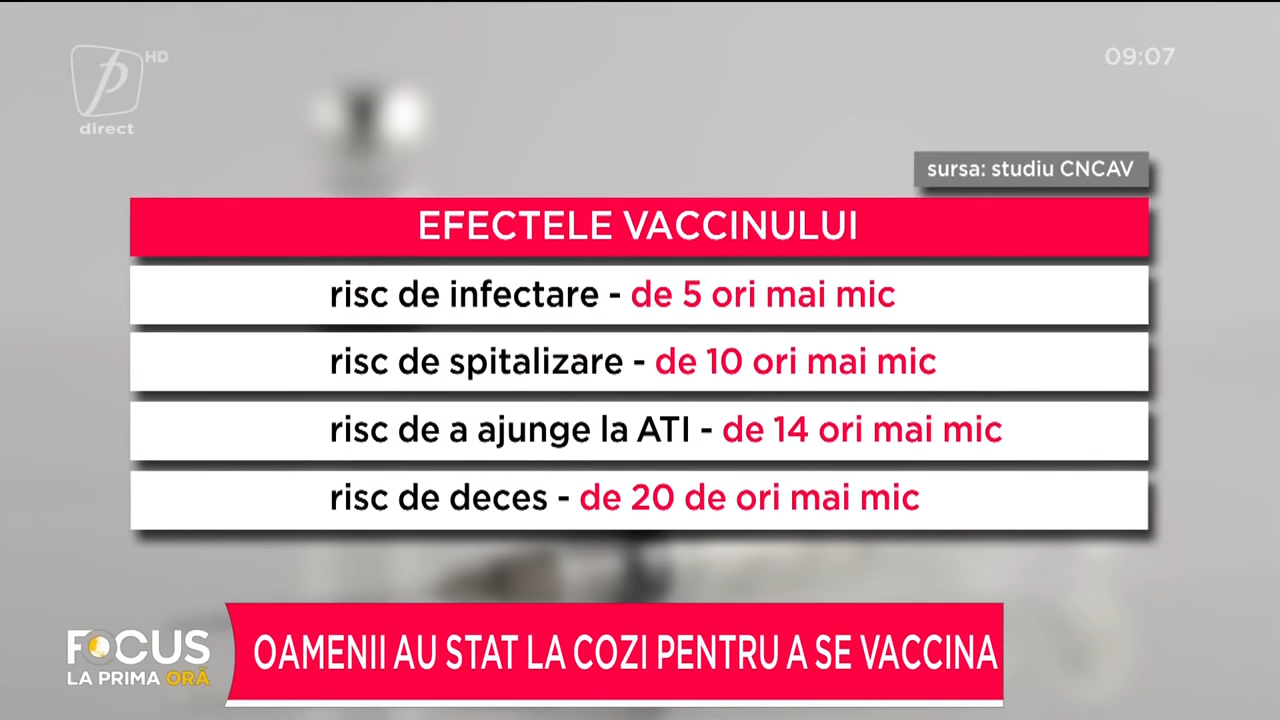 HD
09:07
direct
sursa: studiu CNCAV
EFECTELE VACCINULUI
risc de infectare - de 5 ori mai mic
risc de spitalizare - de 10 ori mai mic
risc de a ajunge la ATI - de 14 ori mai mic
risc de deces - de 20 de ori mai mic
FOCUS
LA PRIMA ORĂ
OAMENII AU STAT LA COZI PENTRU A SE VACCINA